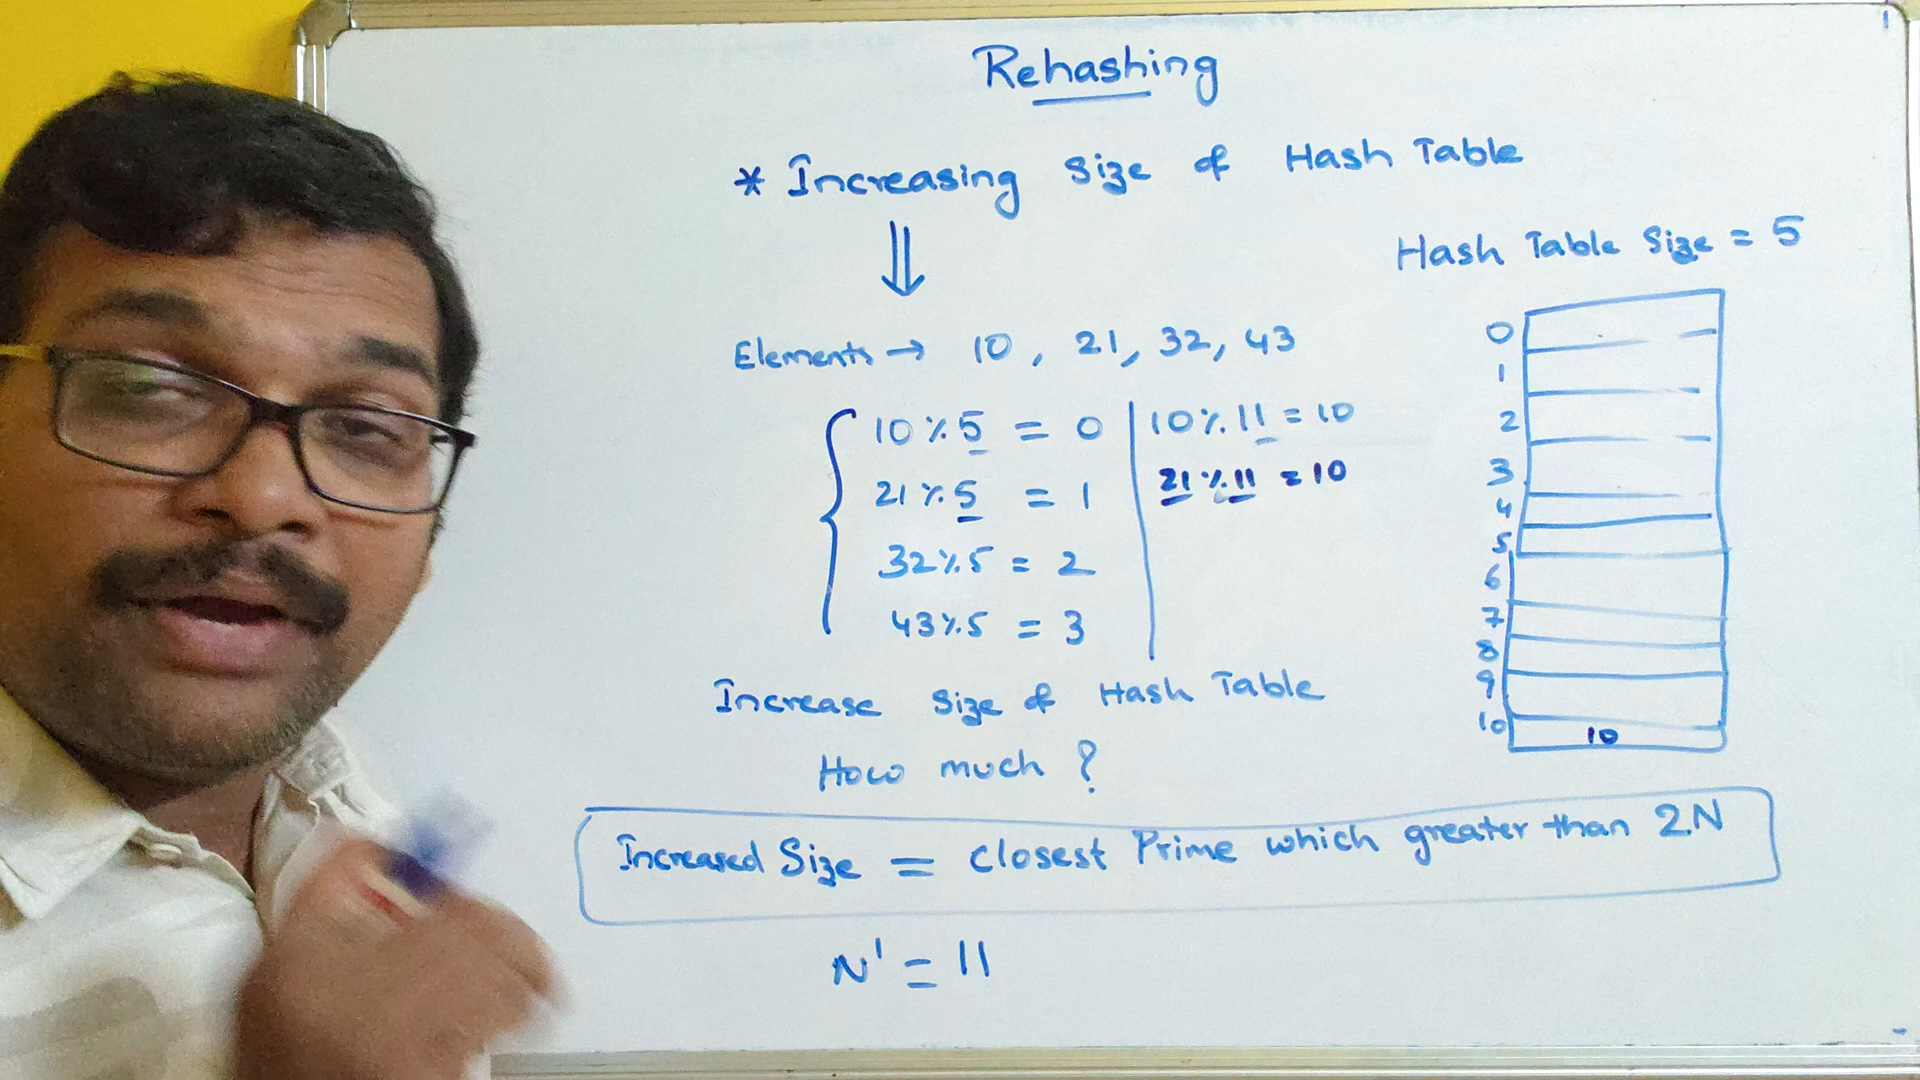 Rehashing
* Increasing size of Hash Table
⇓
Hash Table Size = 5
Elements → 10, 21, 32, 43
10 % 5 = 0 | 10 % 11 = 10
21 % 5 = 1 | 21 % 11 = 10
32 % 5 = 2
43 % 5 = 3
0
1
2
3
4
5
6
7
8
9
10 10
Increase size of Hash Table
How much ?
Increased Size = closest Prime which greater than 2.N
N' = 11